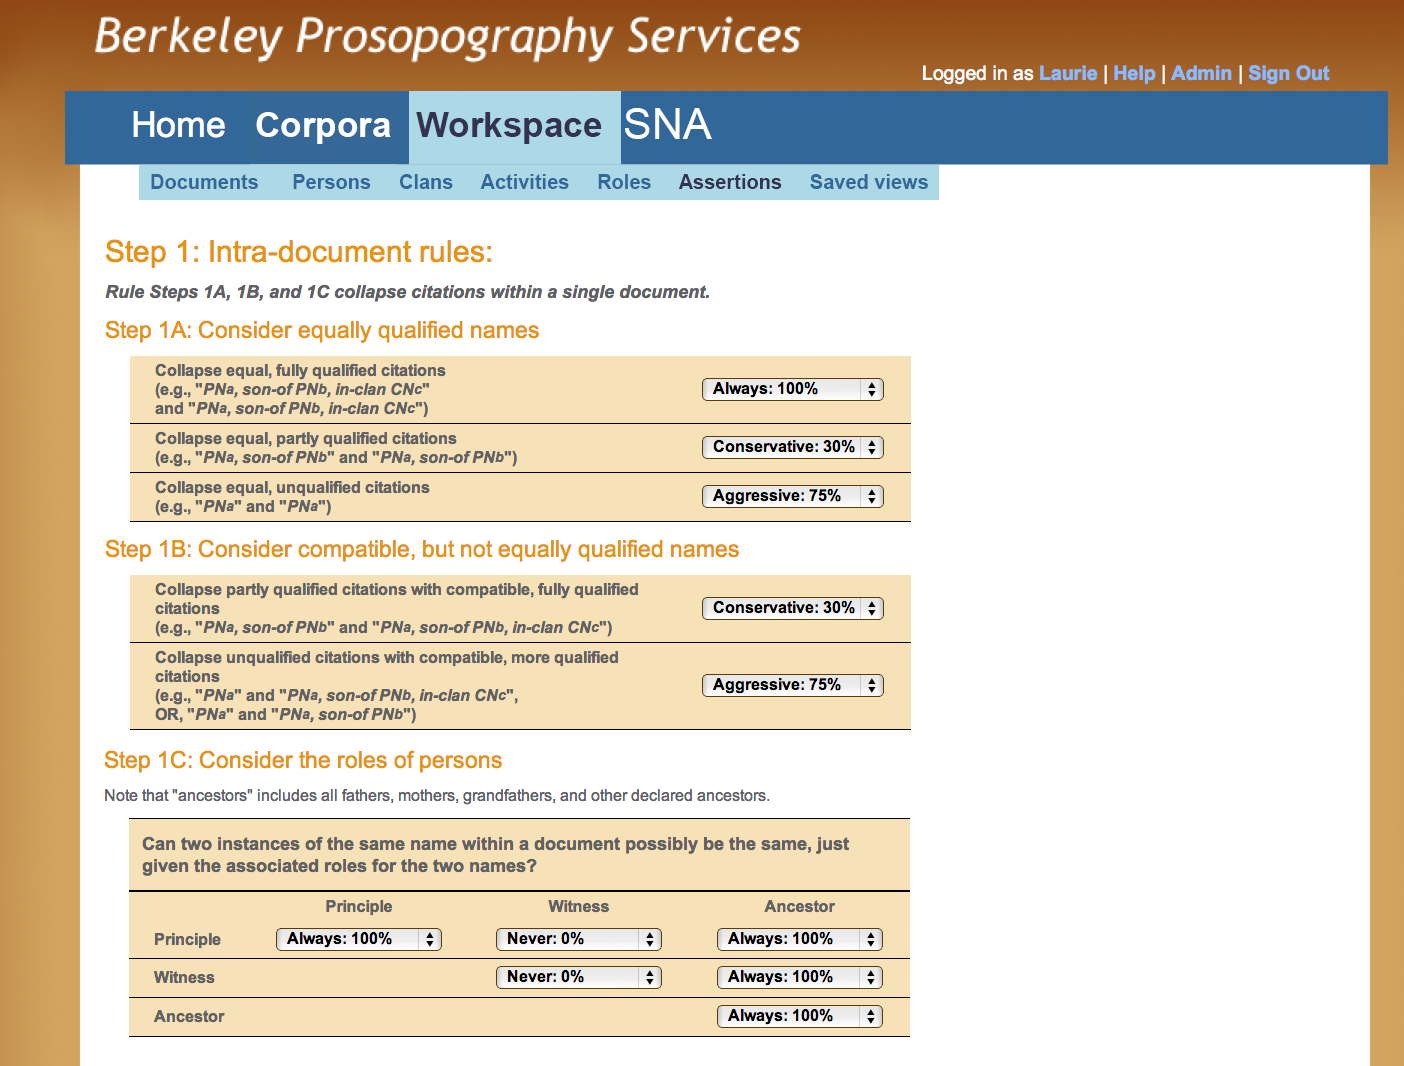 Berkeley Prosopography Services
Logged in as Laurie | Help | Admin | Sign Out
Home Corpora Workspace SNA
Documents Persons Clans Activities Roles Assertions Saved views
Step 1: Intra-document rules:
Rule Steps 1A, 1B, and 1C collapse citations within a single document.
Step 1A: Consider equally qualified names
Collapse equal, fully qualified citations
(e.g., "PNa, son-of PNb, in-clan CNc"
and "PNa, son-of PNb, in-clan CNc")
Always: 100%
Collapse equal, partly qualified citations
(e.g., "PNa, son-of PNb" and "PNa, son-of PNb")
Conservative: 30%
Collapse equal, unqualified citations
(e.g., "PNa" and "PNa")
Aggressive: 75%
Step 1B: Consider compatible, but not equally qualified names
Collapse partly qualified citations with compatible, fully qualified
citations
(e.g., "PNa, son-of PNb" and "PNa, son-of PNb, in-clan CNc")
Conservative: 30%
Collapse unqualified citations with compatible, more qualified
citations
(e.g., "PNa" and "PNa, son-of PNb, in-clan CNc",
OR, "PNa" and "PNa, son-of PNb")
Aggressive: 75%
Step 1C: Consider the roles of persons
Note that "ancestors" includes all fathers, mothers, grandfathers, and other declared ancestors.
Can two instances of the same name within a document possibly be the same, just
given the associated roles for the two names?
Principle Witness Ancestor
Principle Always: 100% Never: 0% Always: 100%
Witness Never: 0% Always: 100%
Ancestor Always: 100%